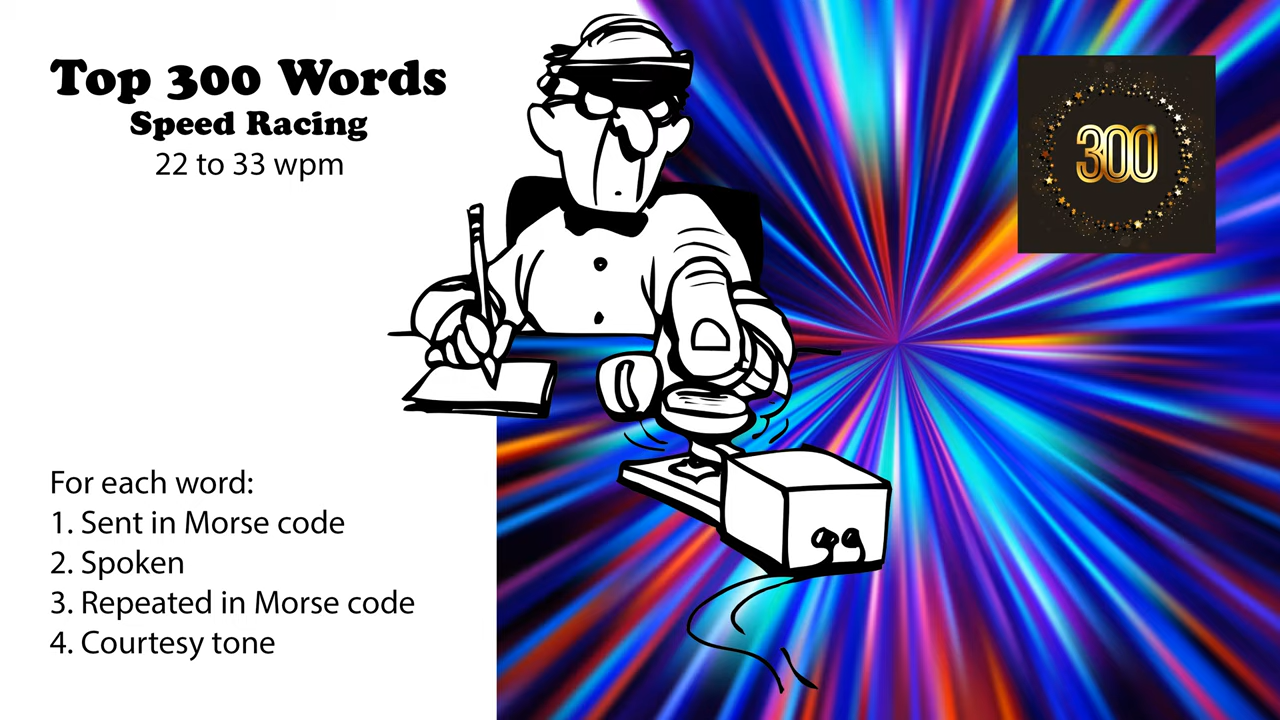 Top 300 Words
Speed Racing
22 to 33 wpm
300
For each word:
1. Sent in Morse code
2. Spoken
3. Repeated in Morse code
4. Courtesy tone